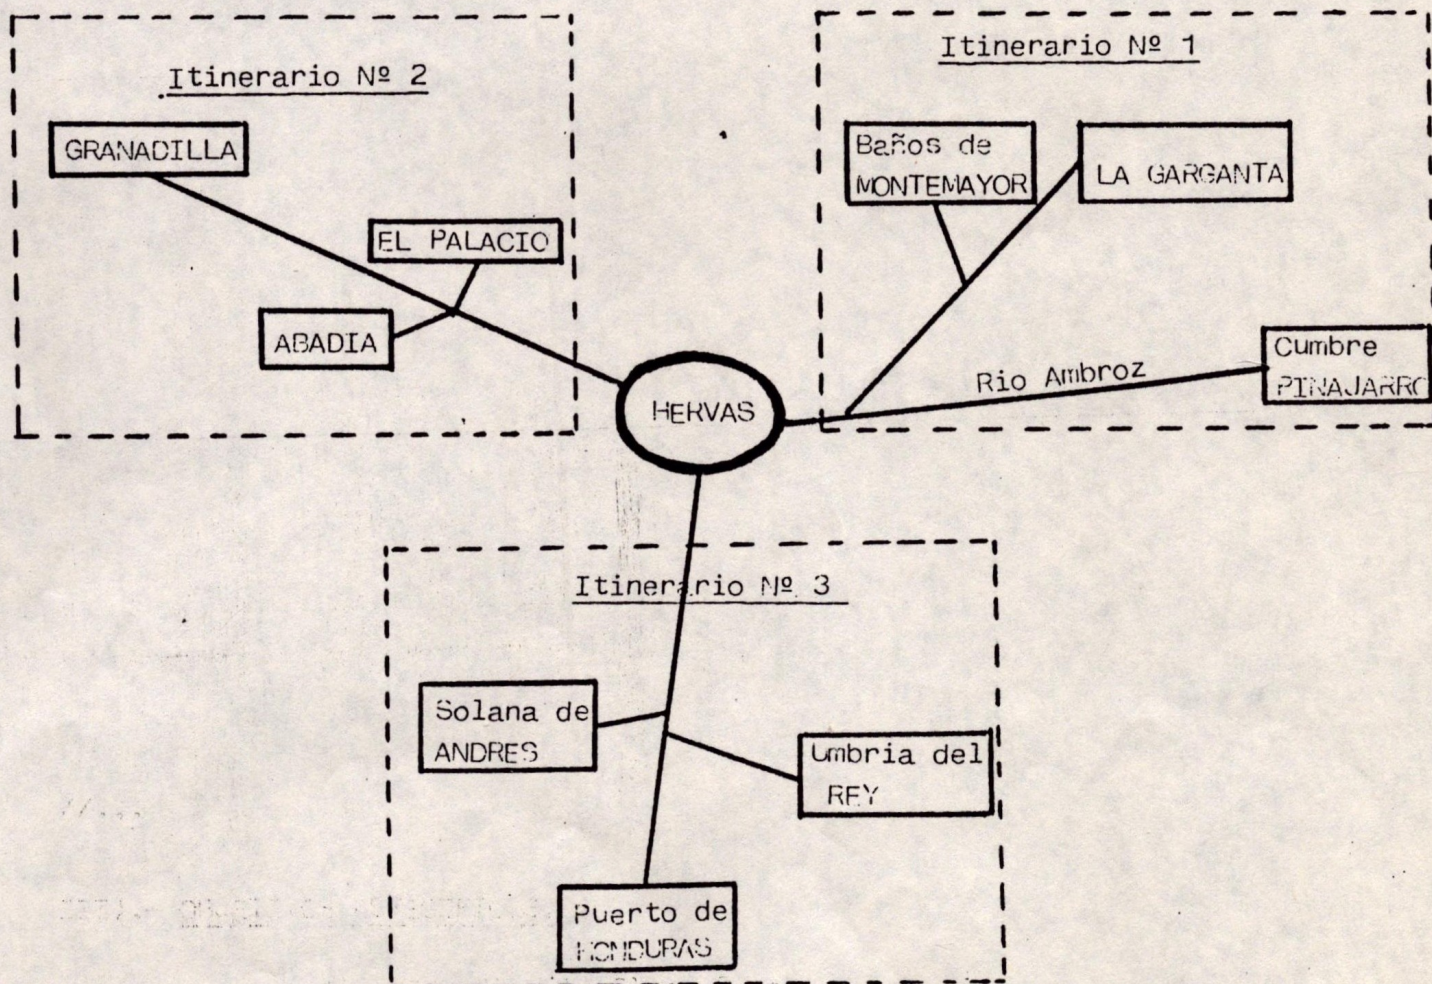 Itinerario Nº 2
GRANADILLA
EL PALACIO
ABADIA
Itinerario Nº 1
Baños de
MONTEMAYOR
LA GARGANTA
Rio Ambroz
Cumbre
PINAJARRO
HERVAS
Itinerario Nº 3
Solana de
ANDRES
Umbria del
REY
Puerto de
HONDURAS